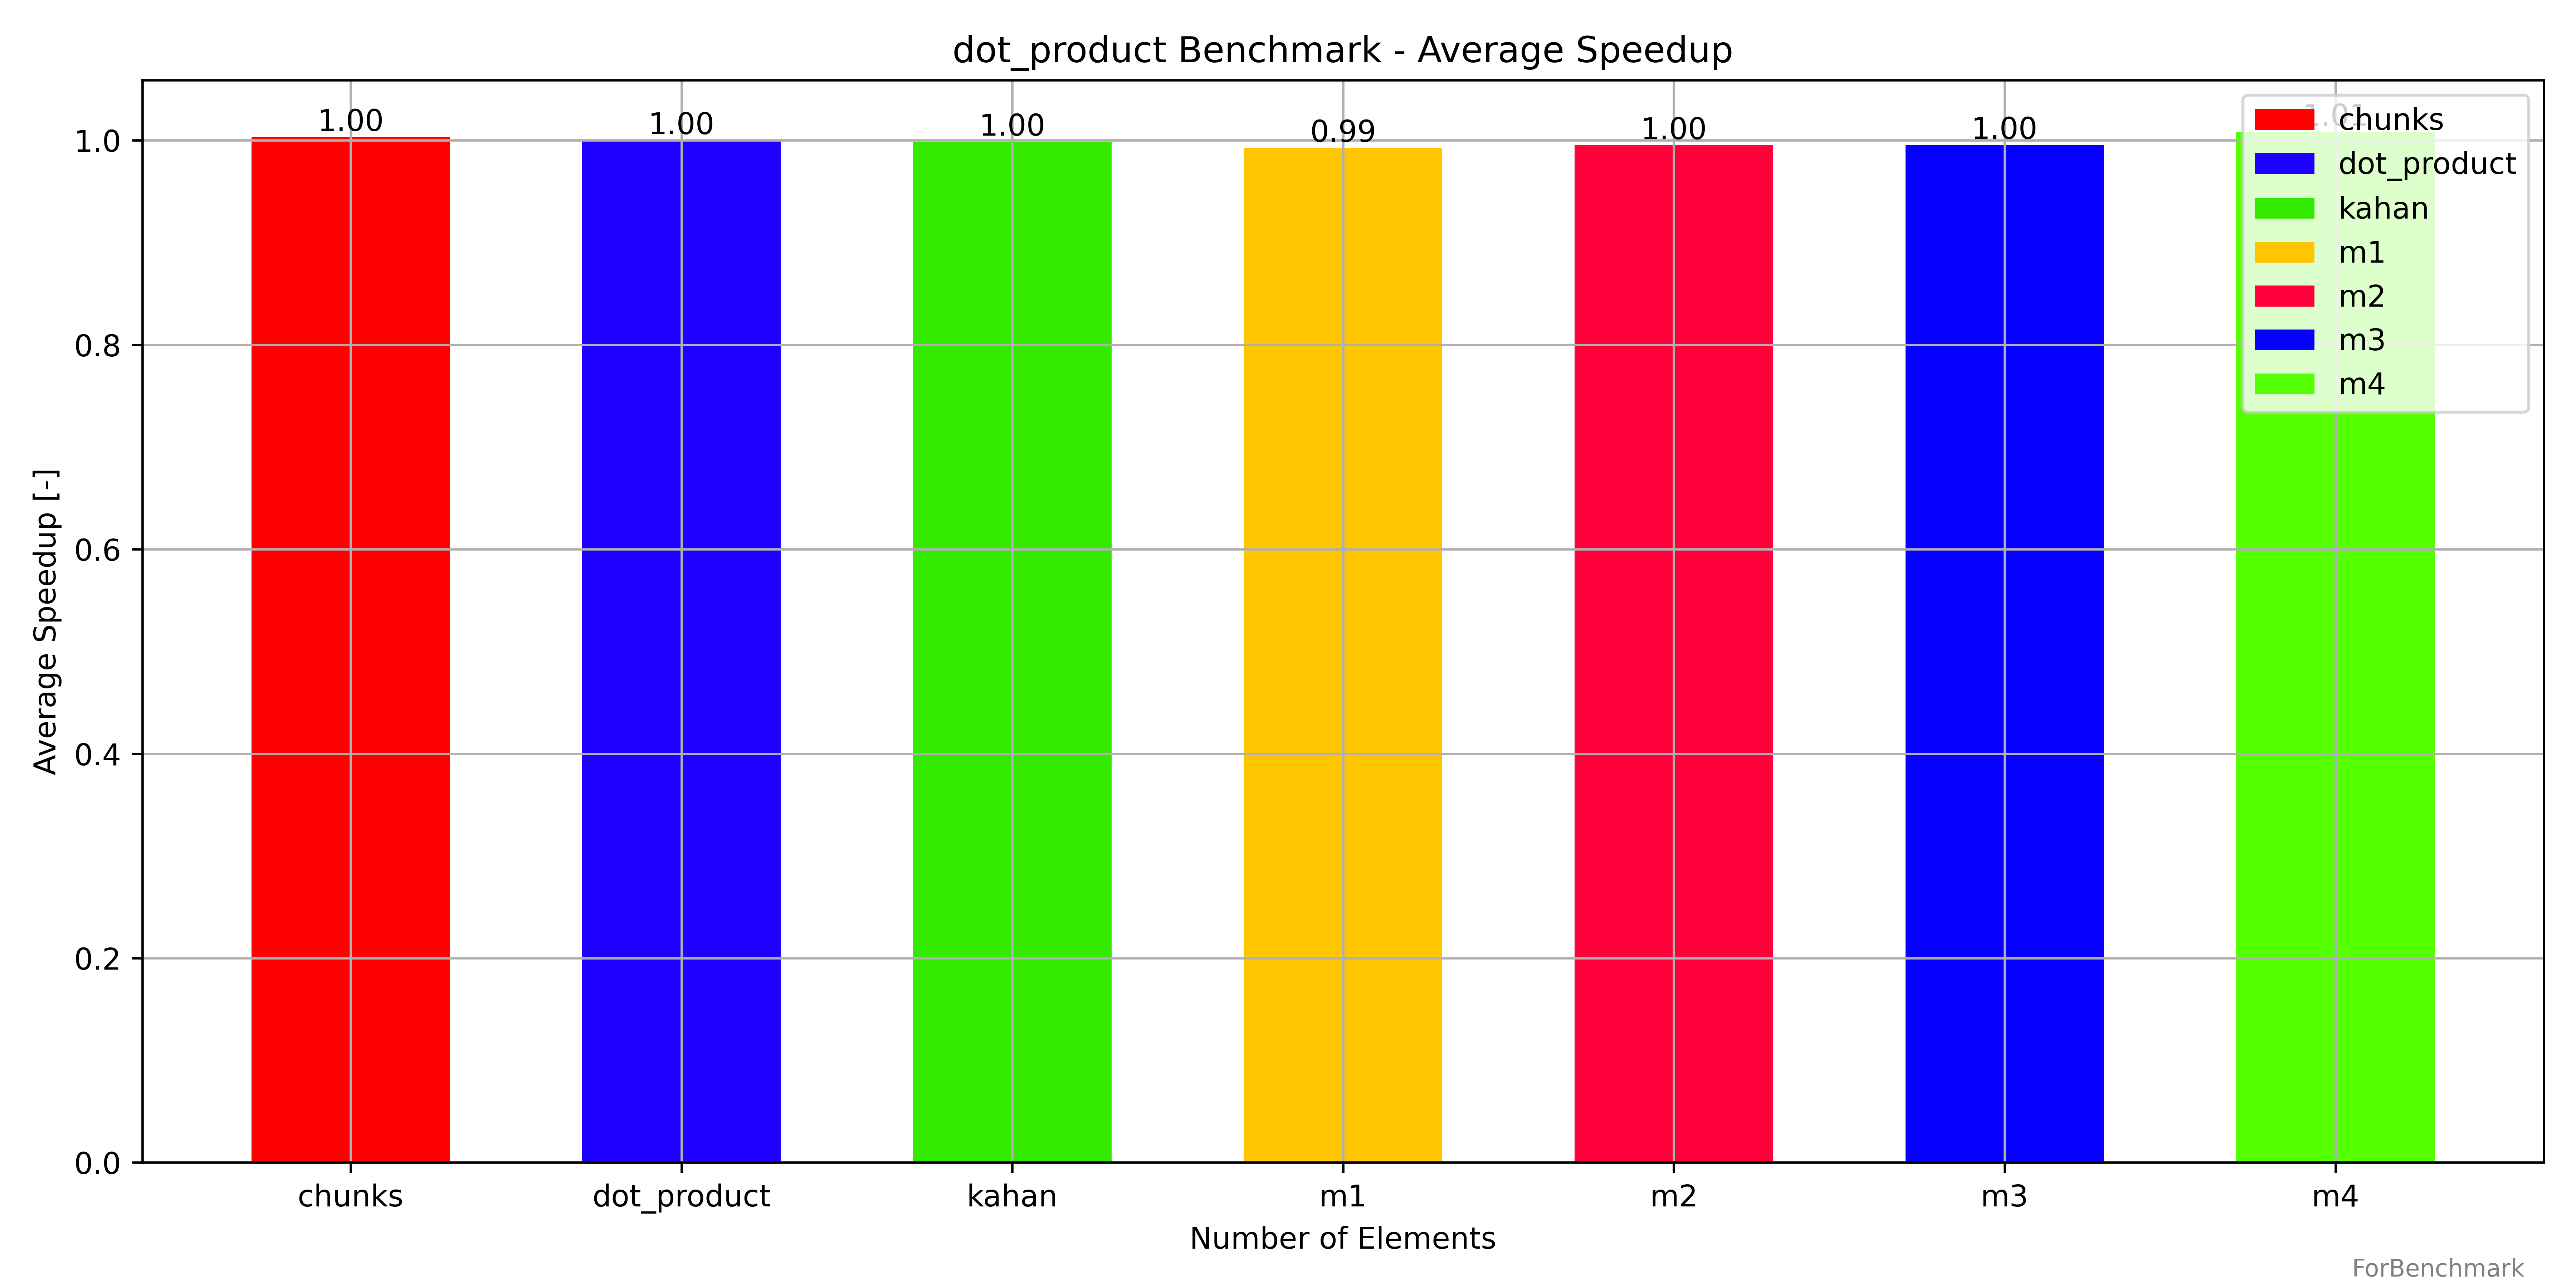 dot_product Benchmark - Average Speedup
1.00
1.00
1.00
0.99
1.00
1.00
1.01
chunks
dot_product
kahan
m1
m2
m3
m4
1.0
0.8
0.6
0.4
0.2
0.0
Average Speedup [-]
chunks
dot_product
kahan
m1
m2
m3
m4
Number of Elements
ForBenchmark